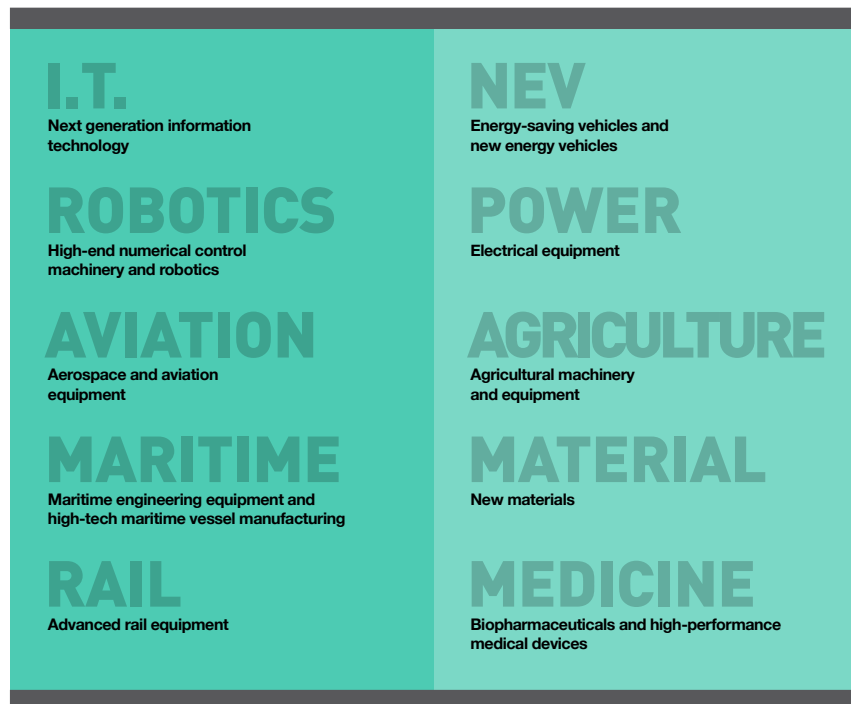 I.T.
Next generation information
technology
ROBOTICS
High-end numerical control
machinery and robotics
AVIATION
Aerospace and aviation
equipment
MARITIME
Maritime engineering equipment and
high-tech maritime vessel manufacturing
RAIL
Advanced rail equipment
NEV
Energy-saving vehicles and
new energy vehicles
POWER
Electrical equipment
AGRICULTURE
Agricultural machinery
and equipment
MATERIAL
New materials
MEDICINE
Biopharmaceuticals and high-performance
medical devices